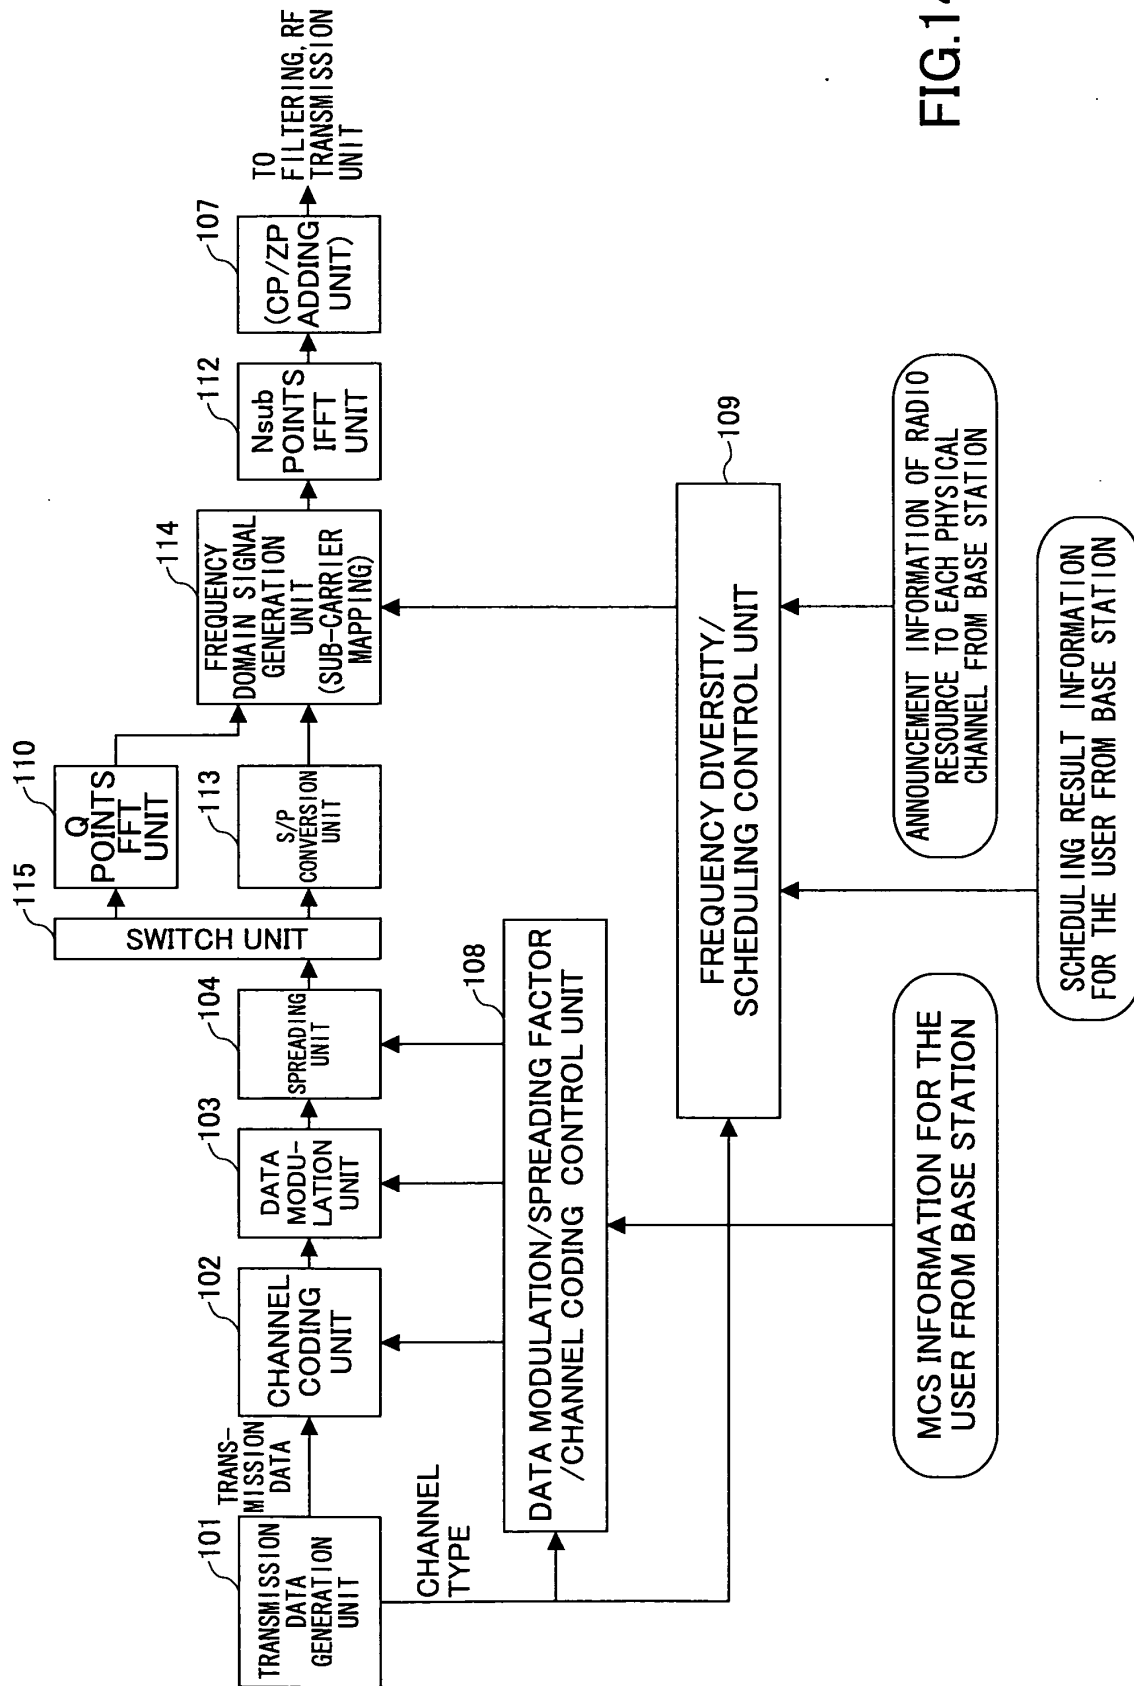 101
TRANSMISSION
DATA
GENERATION
UNIT
TRANS-
MISSION
DATA
102
CHANNEL
CODING
UNIT
103
DATA
MODU-
LATION
UNIT
104
SPREADING
UNIT
115
SWITCH UNIT
110
Q
POINTS
FFT
UNIT
113
S/P
CONVERSION
UNIT
114
FREQUENCY
DOMAIN SIGNAL
GENERATION
UNIT
(SUB-CARRIER
MAPPING)
112
Nsub
POINTS
IFFT
UNIT
107
(CP/ZP
ADDING
UNIT)
TO
FILTERING,RF
TRANSMISSION
UNIT
CHANNEL
TYPE
108
DATA MODULATION/SPREADING FACTOR
/CHANNEL CODING CONTROL UNIT
109
FREQUENCY DIVERSITY/
SCHEDULING CONTROL UNIT
MCS INFORMATION FOR THE
USER FROM BASE STATION
ANNOUNCEMENT INFORMATION OF RADIO
RESOURCE TO EACH PHYSICAL
CHANNEL FROM BASE STATION
SCHEDULING RESULT INFORMATION
FOR THE USER FROM BASE STATION
FIG.14